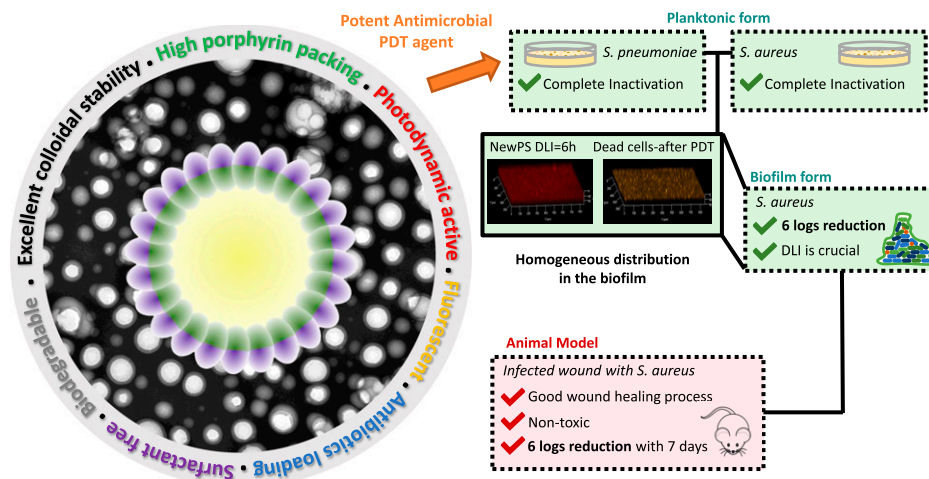 Excellent colloidal stability • High porphyrin packing • Photodynamic active • Fluorescent • Antibiotics loading • Surfactant free • Biodegradable •
Potent Antimicrobial
PDT agent
Planktonic form
S. pneumoniae
Complete Inactivation
S. aureus
Complete Inactivation
NewPS DLI=6h
Dead cells-after PDT
Homogeneous distribution
in the biofilm
Biofilm form
S. aureus
6 logs reduction
DLI is crucial
Animal Model
Infected wound with S. aureus
Good wound healing process
Non-toxic
6 logs reduction with 7 days